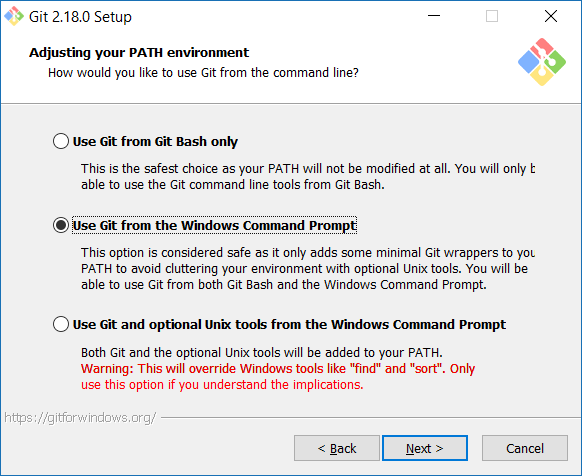 Git 2.18.0 Setup
Adjusting your PATH environment
How would you like to use Git from the command line?
Use Git from Git Bash only
This is the safest choice as your PATH will not be modified at all. You will only
able to use the Git command line tools from Git Bash.
Use Git from the Windows Command Prompt
This option is considered safe as it only adds some minimal Git wrappers to you
PATH to avoid cluttering your environment with optional Unix tools. You will be
able to use Git from both Git Bash and the Windows Command Prompt.
Use Git and optional Unix tools from the Windows Command Prompt
Both Git and the optional Unix tools will be added to your PATH.
Warning: This will override Windows tools like "find" and "sort". Only
use this option if you understand the implications.
https://gitforwindows.org/
< Back
Next >
Cancel